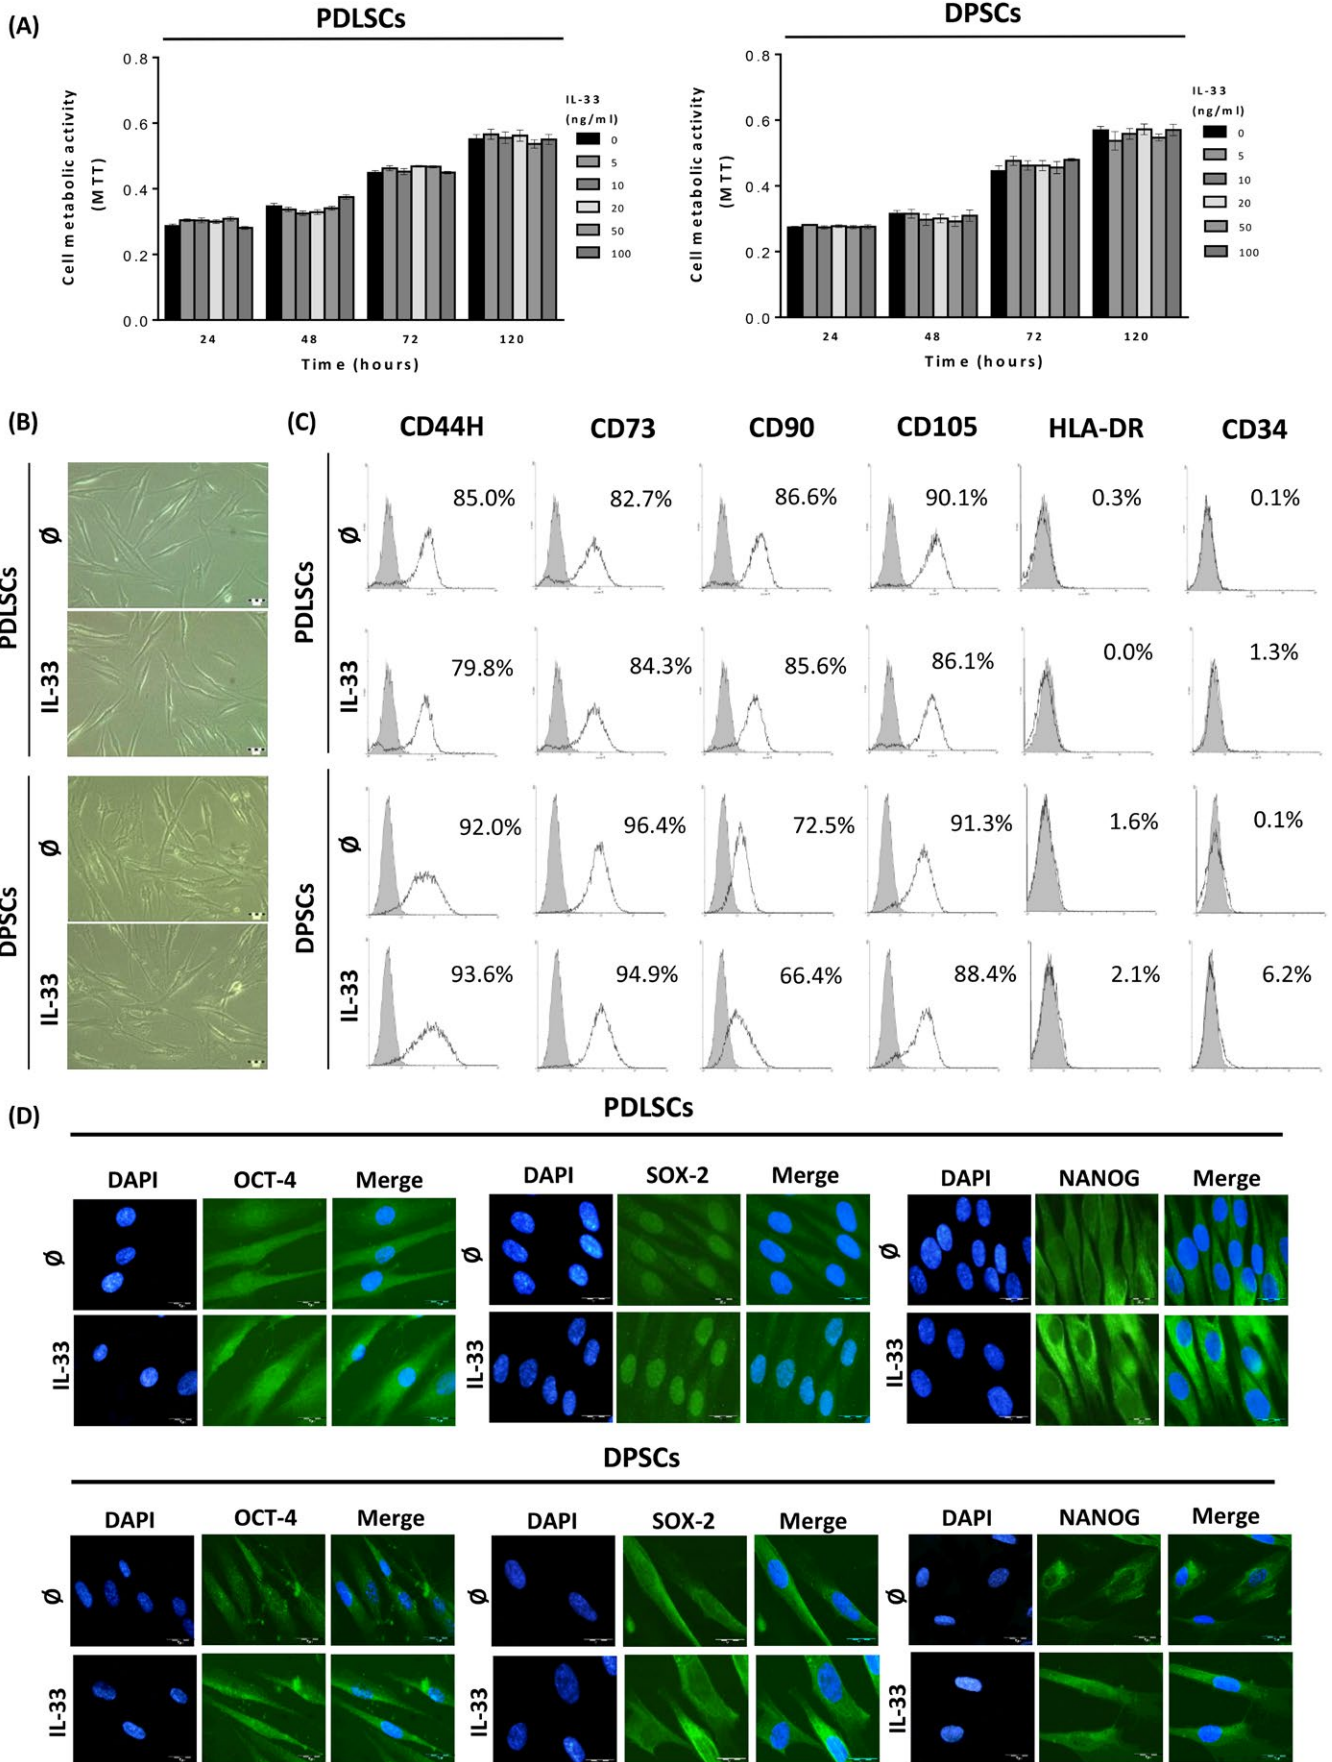 (A)
PDLSCs
DPSCs
Cell metabolic activity
(MTT)
0.8
0.6
0.4
0.2
0.0
24 48 72 120
Time (hours)
IL-33
(ng/ml)
0
5
10
20
50
100
Cell metabolic activity
(MTT)
0.8
0.6
0.4
0.2
0.0
24 48 72 120
Time (hours)
IL-33
(ng/ml)
0
5
10
20
50
100
(B)
PDLSCs
Ø
IL-33
DPSCs
Ø
IL-33
(C)
CD44H CD73 CD90 CD105 HLA-DR CD34
PDLSCs
Ø
85.0% 82.7% 86.6% 90.1% 0.3% 0.1%
IL-33
79.8% 84.3% 85.6% 86.1% 0.0% 1.3%
DPSCs
Ø
92.0% 96.4% 72.5% 91.3% 1.6% 0.1%
IL-33
93.6% 94.9% 66.4% 88.4% 2.1% 6.2%
(D)
PDLSCs
DAPI OCT-4 Merge DAPI SOX-2 Merge DAPI NANOG Merge
Ø Ø Ø
IL-33 IL-33 IL-33
DPSCs
DAPI OCT-4 Merge DAPI SOX-2 Merge DAPI NANOG Merge
Ø Ø Ø
IL-33 IL-33 IL-33